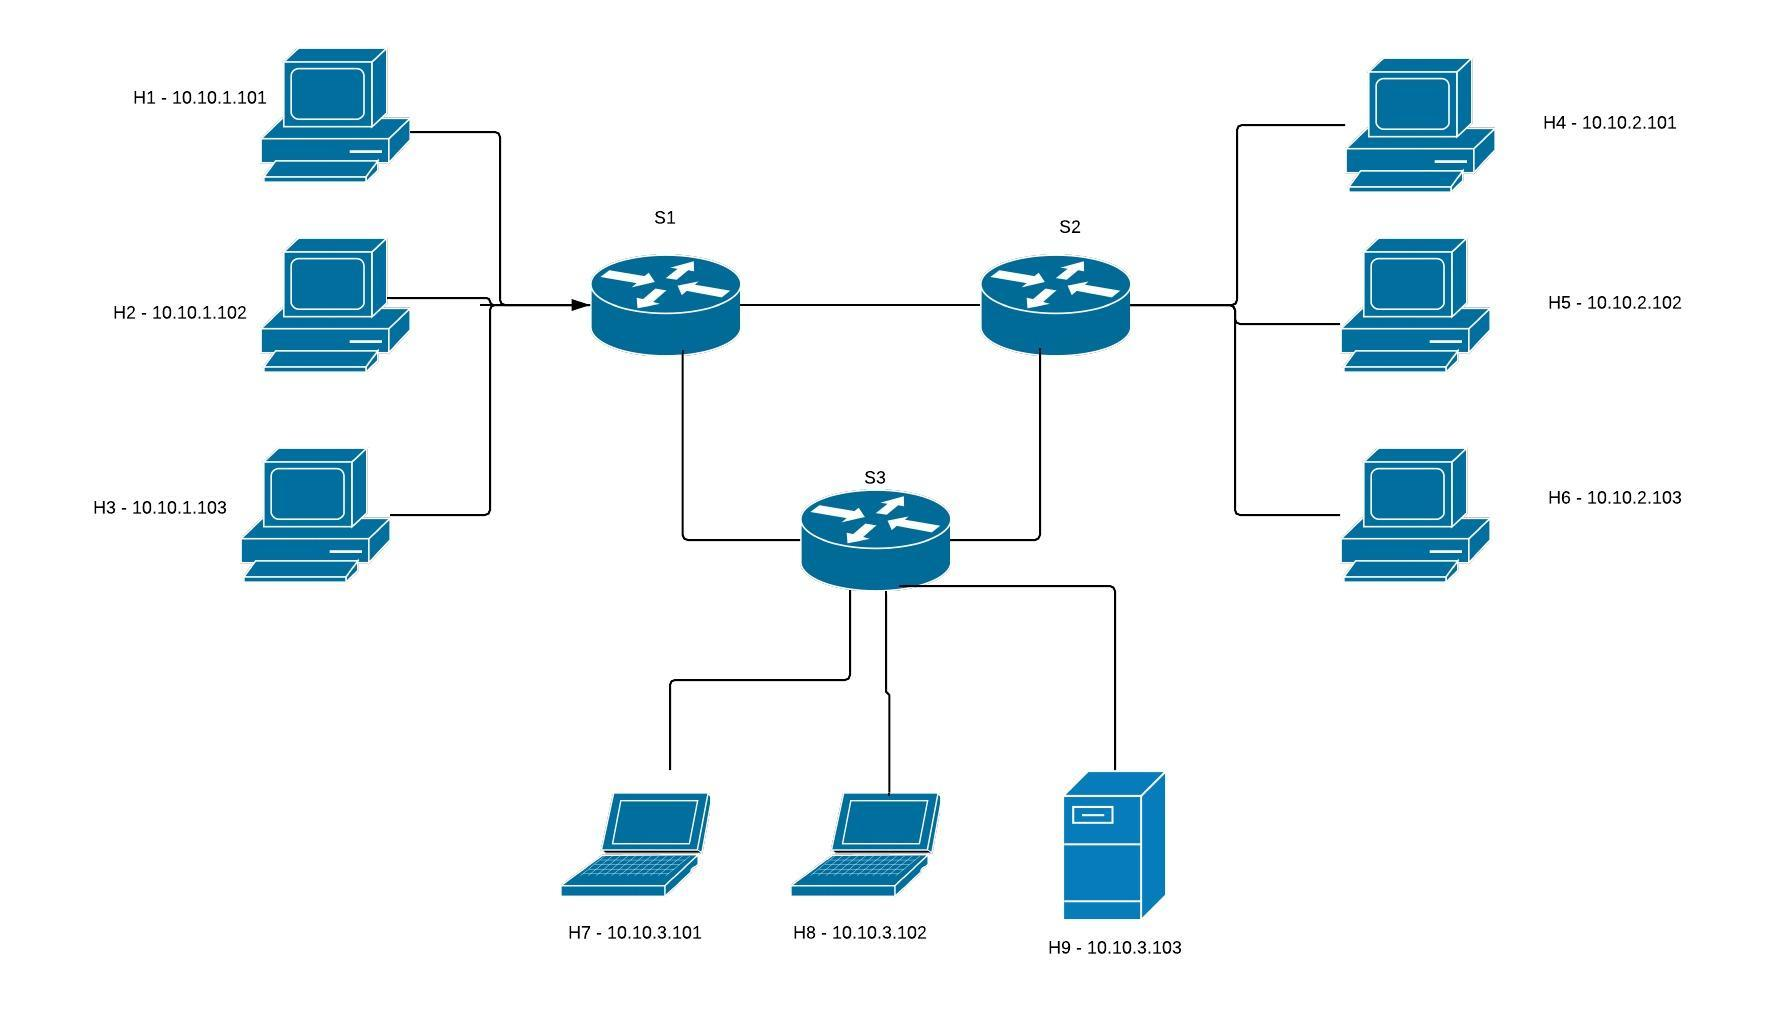 H1 - 10.10.1.101
H4 - 10.10.2.101
S1
S2
H2 - 10.10.1.102
H5 - 10.10.2.102
S3
H3 - 10.10.1.103
H6 - 10.10.2.103
H7 - 10.10.3.101
H8 - 10.10.3.102
H9 - 10.10.3.103